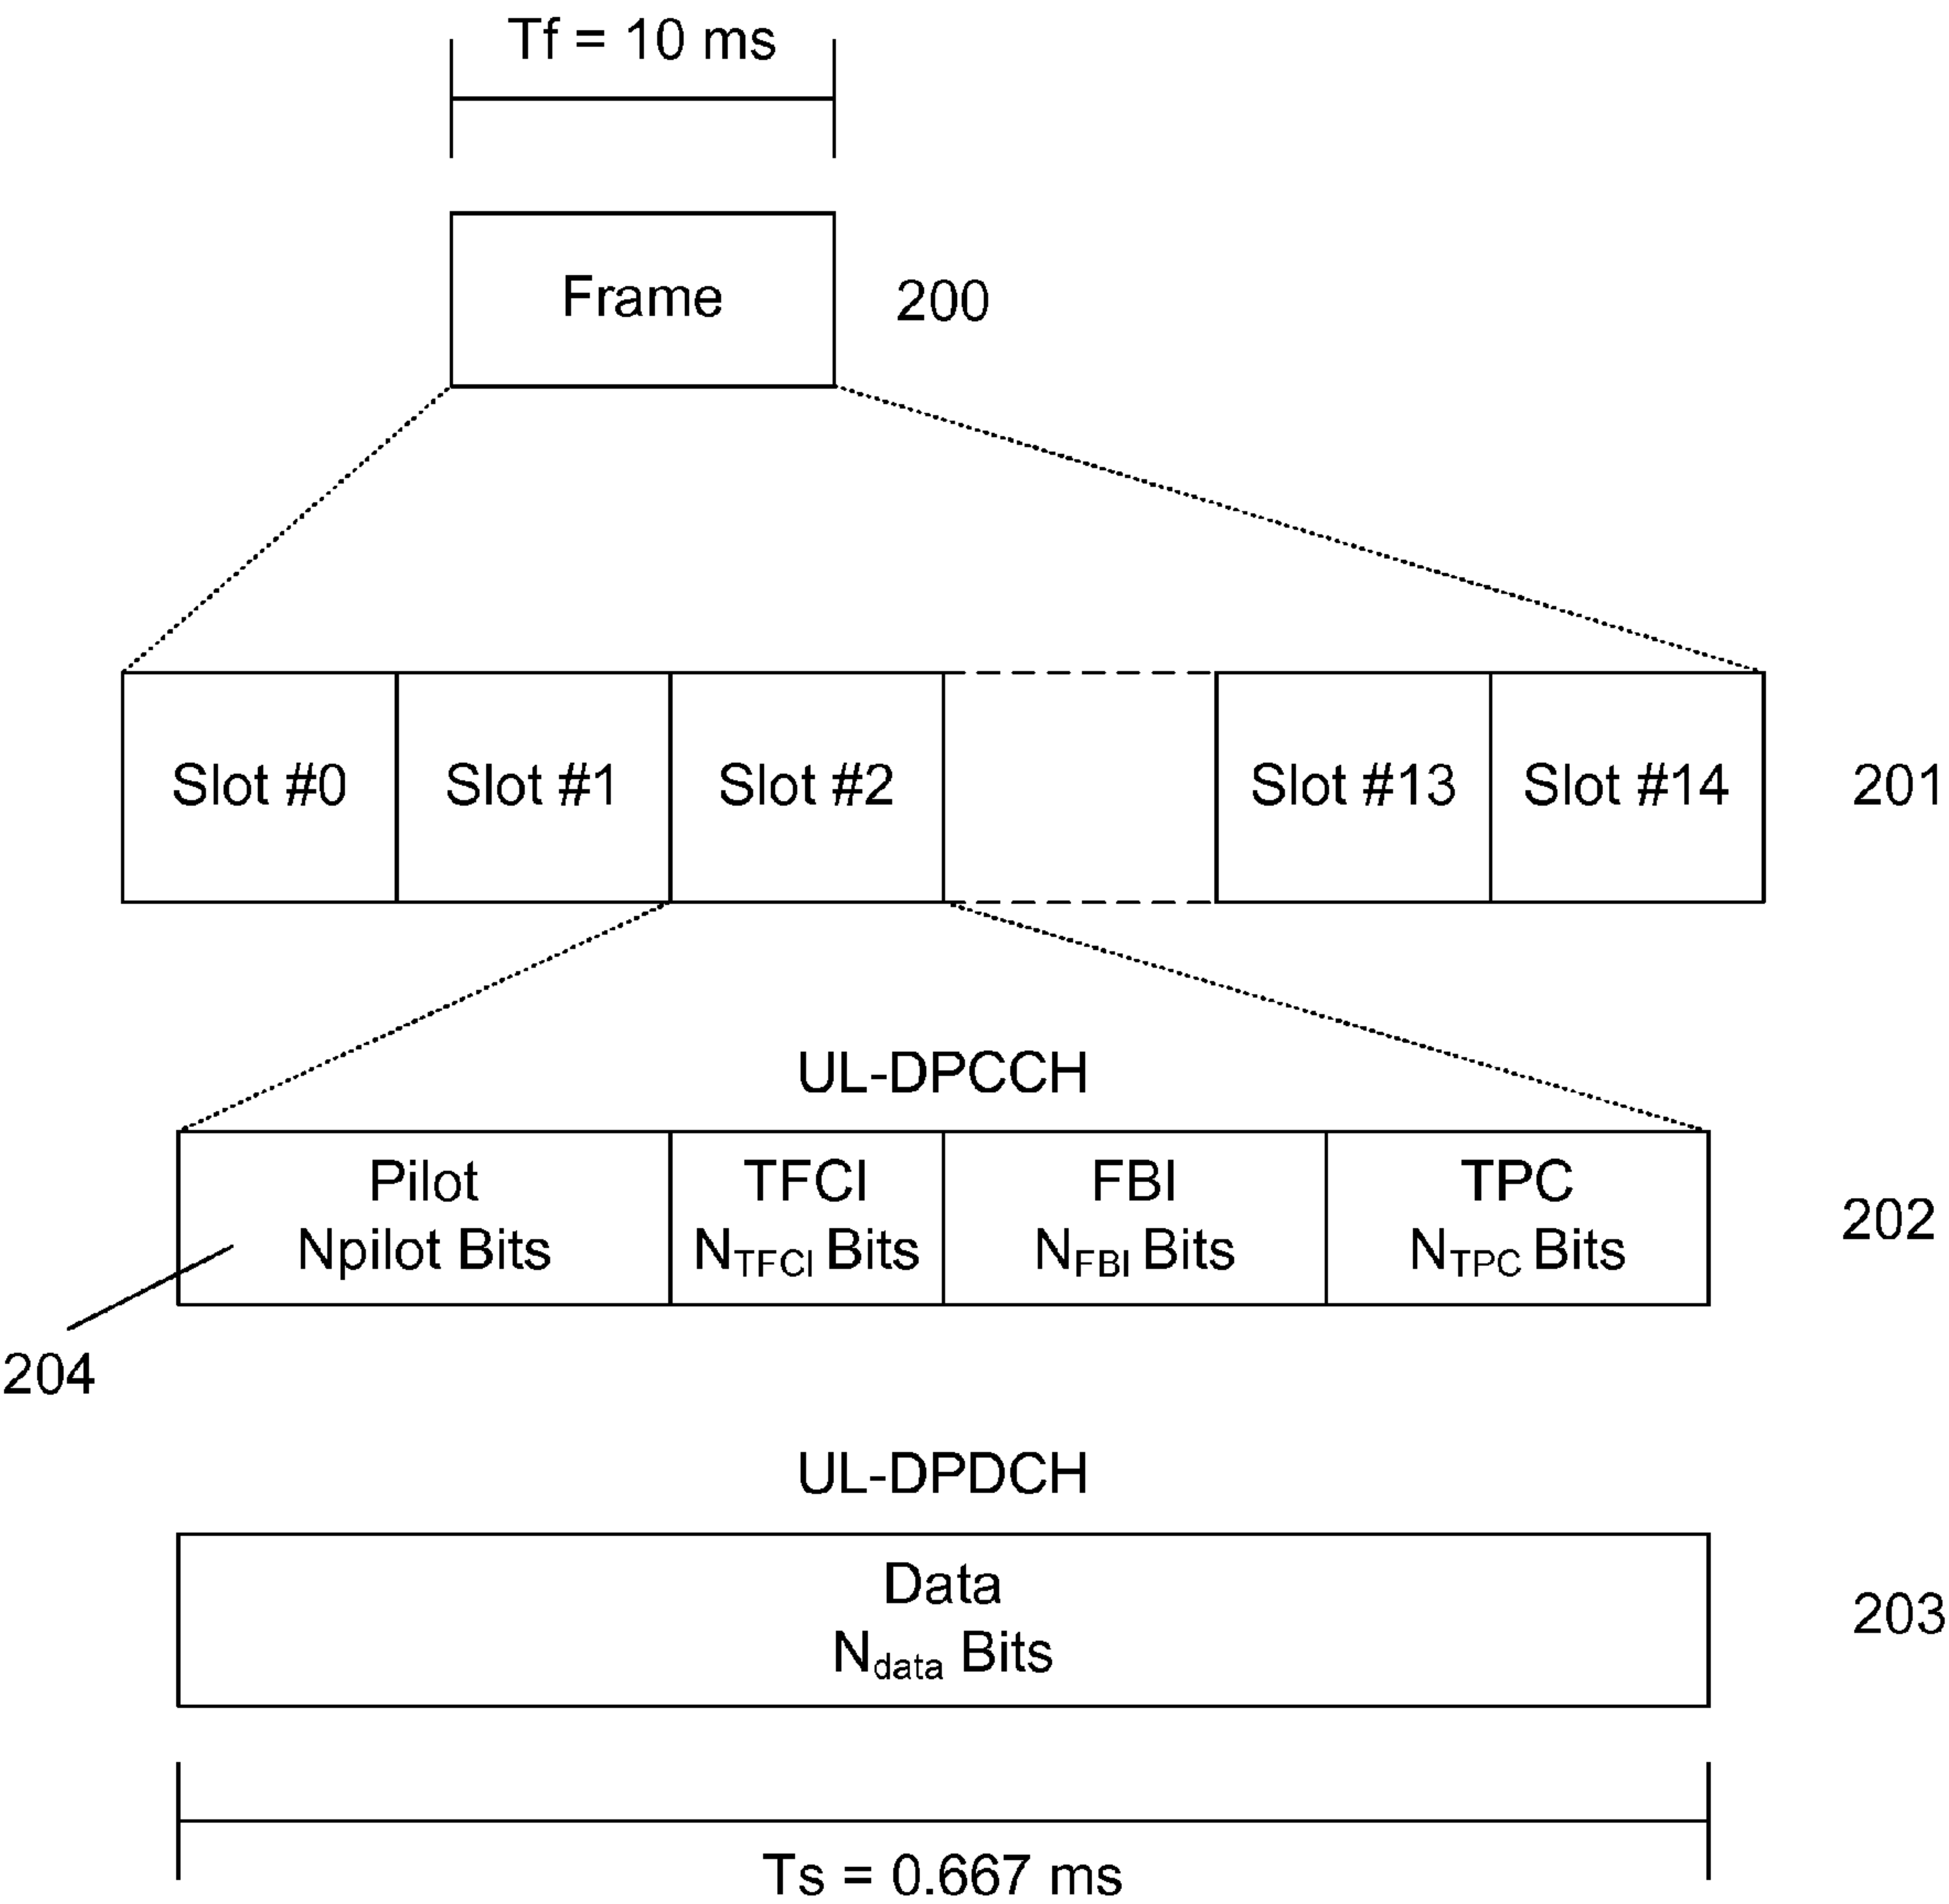 Tf = 10 ms
Frame
200
Slot #0
Slot #1
Slot #2
Slot #13
Slot #14
201
UL-DPCCH
Pilot
Npilot Bits
TFCI
NTFCI Bits
FBI
NFBI Bits
TPC
NTPC Bits
202
204
UL-DPDCH
Data
Ndata Bits
203
Ts = 0.667 ms